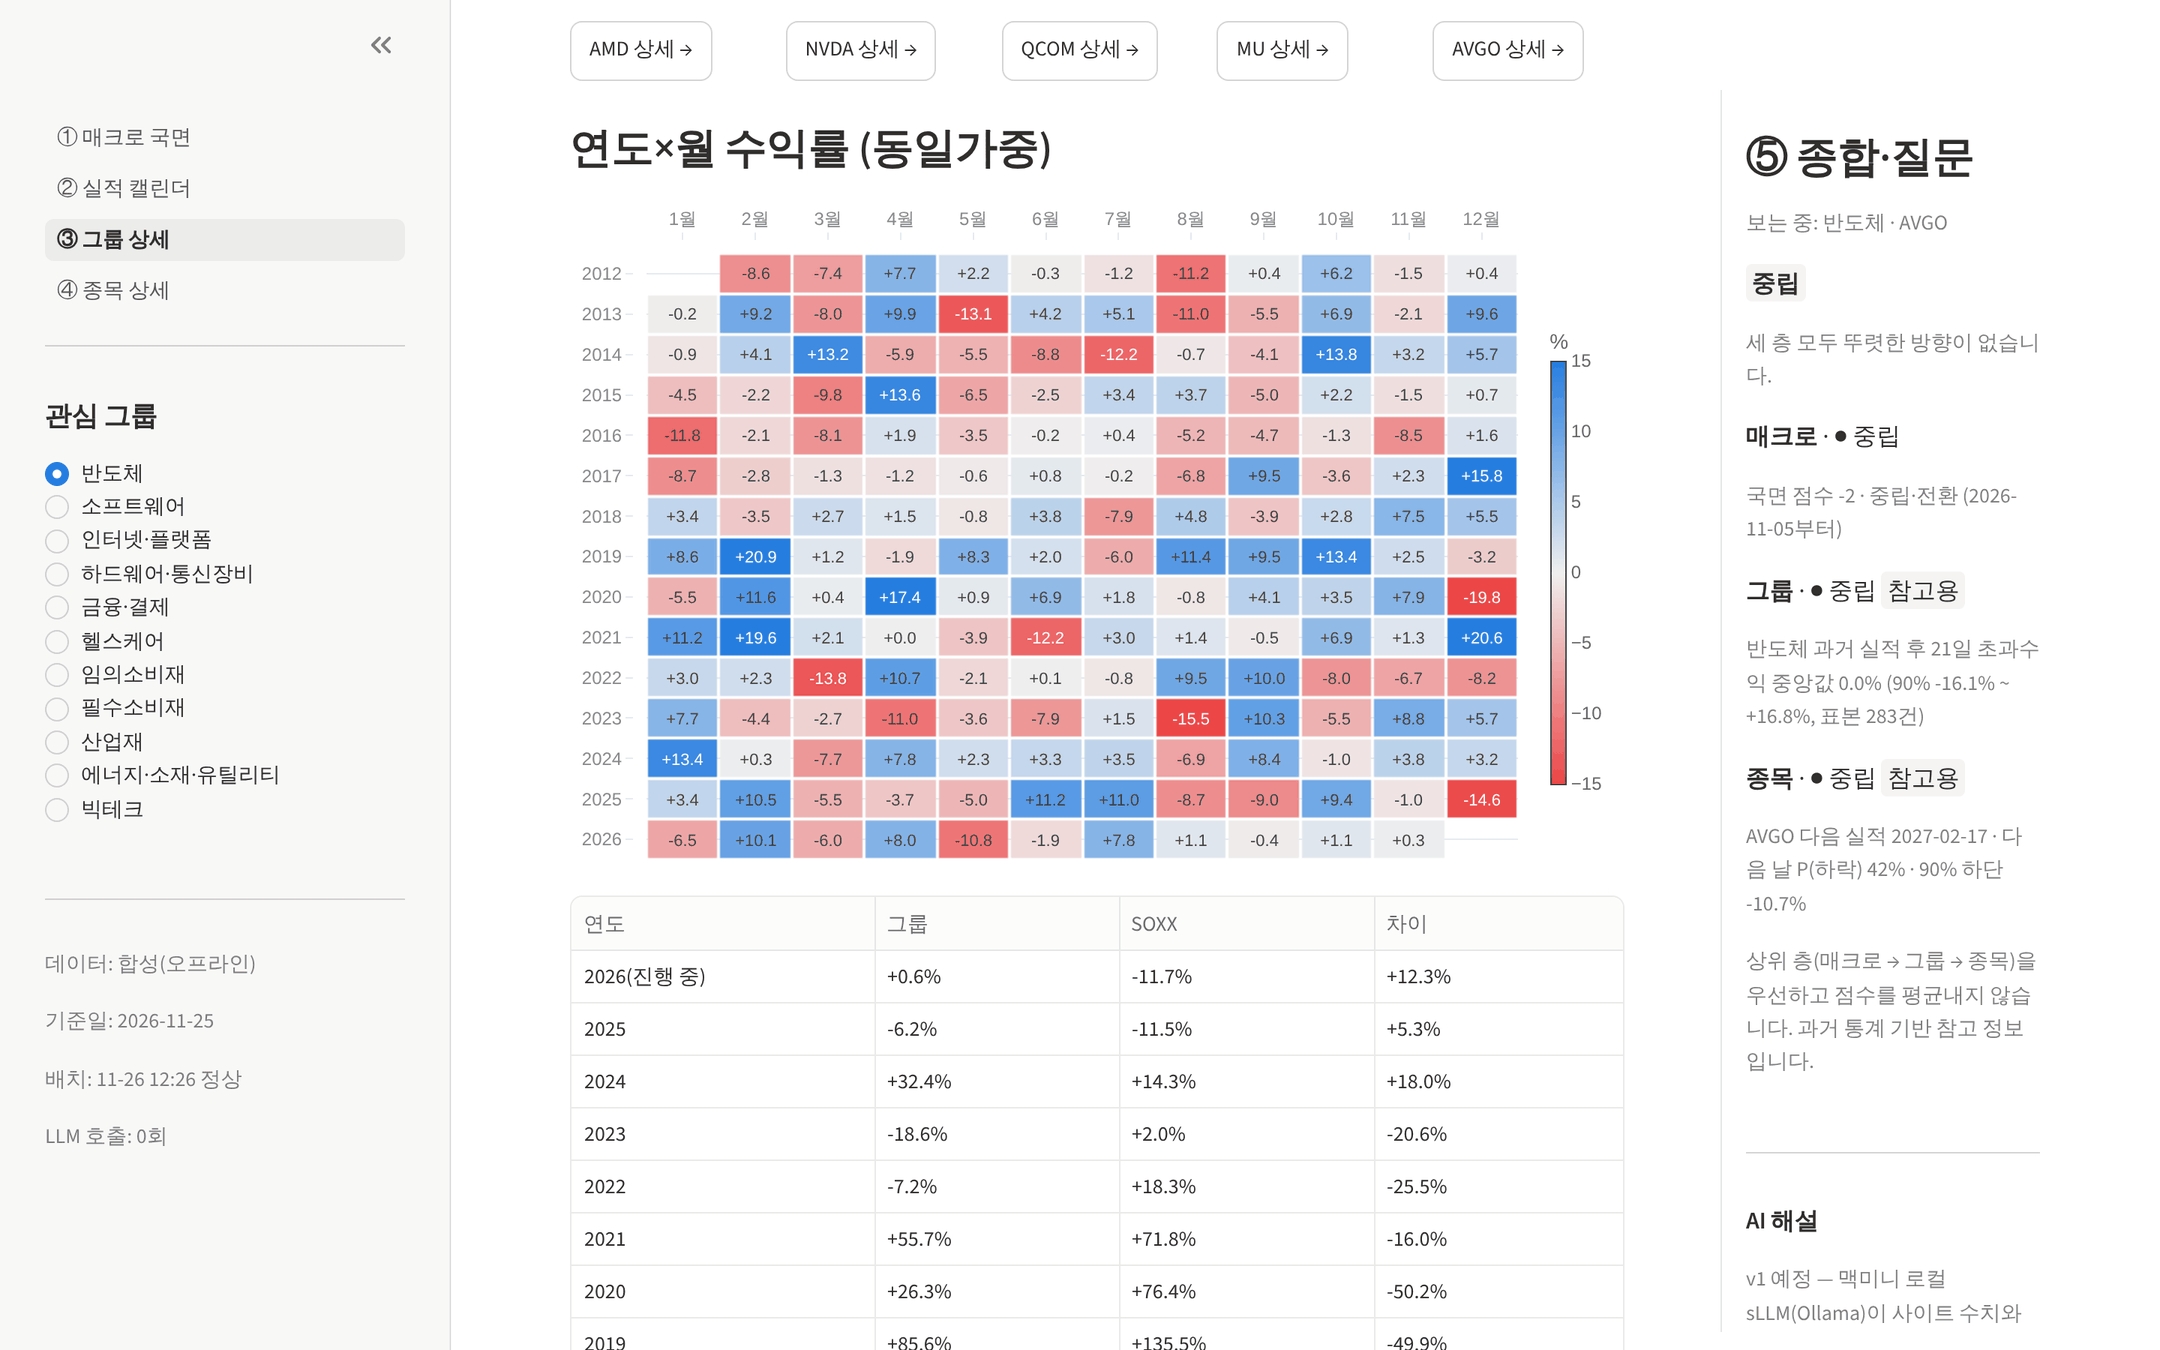 ① 매크로 국면
② 실적 캘린더
③ 그룹 상세
④ 종목 상세
관심 그룹
반도체
소프트웨어
인터넷·플랫폼
하드웨어·통신장비
금융·결제
헬스케어
임의소비재
필수소비재
산업재
에너지·소재·유틸리티
빅테크
데이터: 합성(오프라인)
기준일: 2026-11-25
배치: 11-26 12:26 정상
LLM 호출: 0회
AMD 상세 → NVDA 상세 → QCOM 상세 → MU 상세 → AVGO 상세 →
연도×월 수익률 (동일가중)
1월 2월 3월 4월 5월 6월 7월 8월 9월 10월 11월 12월
2012 -8.6 -7.4 +7.7 +2.2 -0.3 -1.2 -11.2 +0.4 +6.2 -1.5 +0.4
2013 -0.2 +9.2 -8.0 +9.9 -13.1 +4.2 +5.1 -11.0 -5.5 +6.9 -2.1 +9.6
2014 -0.9 +4.1 +13.2 -5.9 -5.5 -8.8 -12.2 -0.7 -4.1 +13.8 +3.2 +5.7
2015 -4.5 -2.2 -9.8 +13.6 -6.5 -2.5 +3.4 +3.7 -5.0 +2.2 -1.5 +0.7
2016 -11.8 -2.1 -8.1 +1.9 -3.5 -0.2 +0.4 -5.2 -4.7 -1.3 -8.5 +1.6
2017 -8.7 -2.8 -1.3 -1.2 -0.6 +0.8 -0.2 -6.8 +9.5 -3.6 +2.3 +15.8
2018 +3.4 -3.5 +2.7 +1.5 -0.8 +3.8 -7.9 +4.8 -3.9 +2.8 +7.5 +5.5
2019 +8.6 +20.9 +1.2 -1.9 +8.3 +2.0 -6.0 +11.4 +9.5 +13.4 +2.5 -3.2
2020 -5.5 +11.6 +0.4 +17.4 +0.9 +6.9 +1.8 -0.8 +4.1 +3.5 +7.9 -19.8
2021 +11.2 +19.6 +2.1 +0.0 -3.9 -12.2 +3.0 +1.4 -0.5 +6.9 +1.3 +20.6
2022 +3.0 +2.3 -13.8 +10.7 -2.1 +0.1 -0.8 +9.5 +10.0 -8.0 -6.7 -8.2
2023 +7.7 -4.4 -2.7 -11.0 -3.6 -7.9 +1.5 -15.5 +10.3 -5.5 +8.8 +5.7
2024 +13.4 +0.3 -7.7 +7.8 +2.3 +3.3 +3.5 -6.9 +8.4 -1.0 +3.8 +3.2
2025 +3.4 +10.5 -5.5 -3.7 -5.0 +11.2 +11.0 -8.7 -9.0 +9.4 -1.0 -14.6
2026 -6.5 +10.1 -6.0 +8.0 -10.8 -1.9 +7.8 +1.1 -0.4 +1.1 +0.3
%
15
10
5
0
−5
−10
−15
연도 그룹 SOXX 차이
2026(진행 중) +0.6% -11.7% +12.3%
2025 -6.2% -11.5% +5.3%
2024 +32.4% +14.3% +18.0%
2023 -18.6% +2.0% -20.6%
2022 -7.2% +18.3% -25.5%
2021 +55.7% +71.8% -16.0%
2020 +26.3% +76.4% -50.2%
2019 +85.6% +135.5% -49.9%
⑤ 종합·질문
보는 중: 반도체 · AVGO
중립
세 층 모두 뚜렷한 방향이 없습니
다.
매크로 · ● 중립
국면 점수 -2 · 중립·전환 (2026-
11-05부터)
그룹 · ● 중립 참고용
반도체 과거 실적 후 21일 초과수
익 중앙값 0.0% (90% -16.1% ~
+16.8%, 표본 283건)
종목 · ● 중립 참고용
AVGO 다음 실적 2027-02-17 · 다
음 날 P(하락) 42% · 90% 하단
-10.7%
상위 층(매크로 → 그룹 → 종목)을
우선하고 점수를 평균내지 않습
니다. 과거 통계 기반 참고 정보
입니다.
AI 해설
v1 예정 — 맥미니 로컬
sLLM(Ollama)이 사이트 수치와